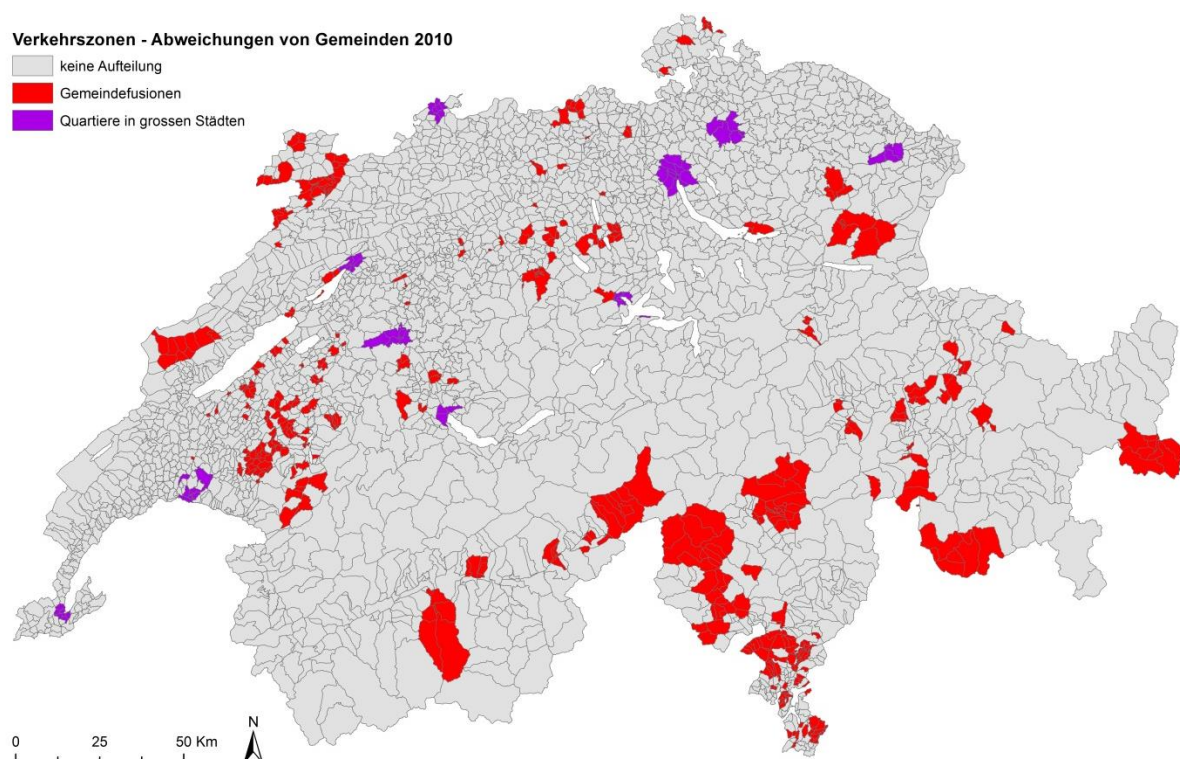 Verkehrszonen - Abweichungen von Gemeinden 2010
keine Aufteilung
Gemeindefusionen
Quartiere in grossen Städten
N
0 25 50 Km